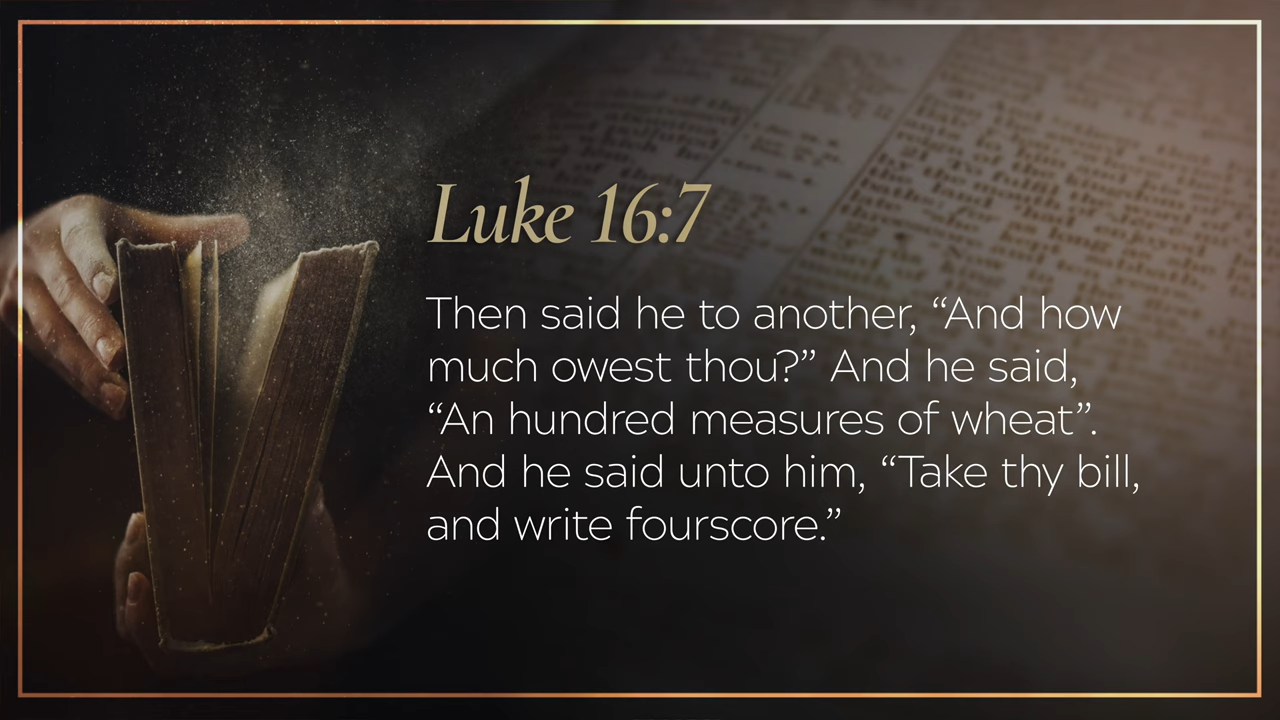 Luke 16:7
Then said he to another, “And how
much owest thou?” And he said,
“An hundred measures of wheat”.
And he said unto him, “Take thy bill,
and write fourscore.”